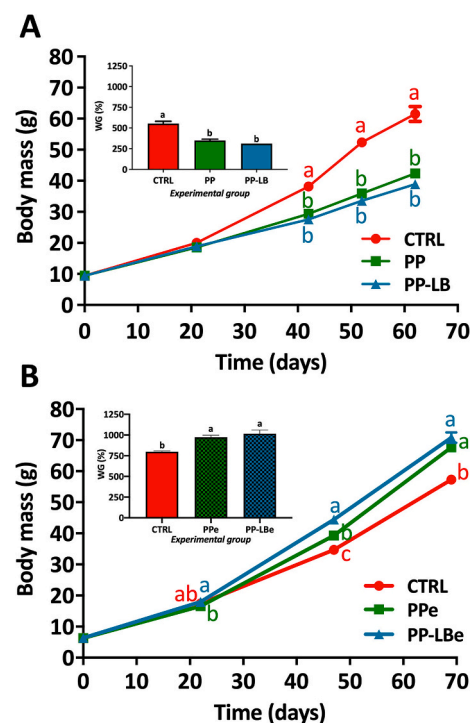 A
Body mass (g)
80
70
60
50
40
30
20
10
0
WG (%)
1250
1000
750
500
250
0
a
b
b
CTRL PP PP-LB
Experimental group
a
a
a
b
b
b
b
b
b
CTRL
PP
PP-LB
0 10 20 30 40 50 60 70
Time (days)
B
Body mass (g)
80
70
60
50
40
30
20
10
0
WG (%)
1250
1000
750
500
250
0
b
a
a
CTRL PPe PP-LBe
Experimental group
ab
a
b
a
b
c
a
a
b
CTRL
PPe
PP-LBe
0 10 20 30 40 50 60 70
Time (days)